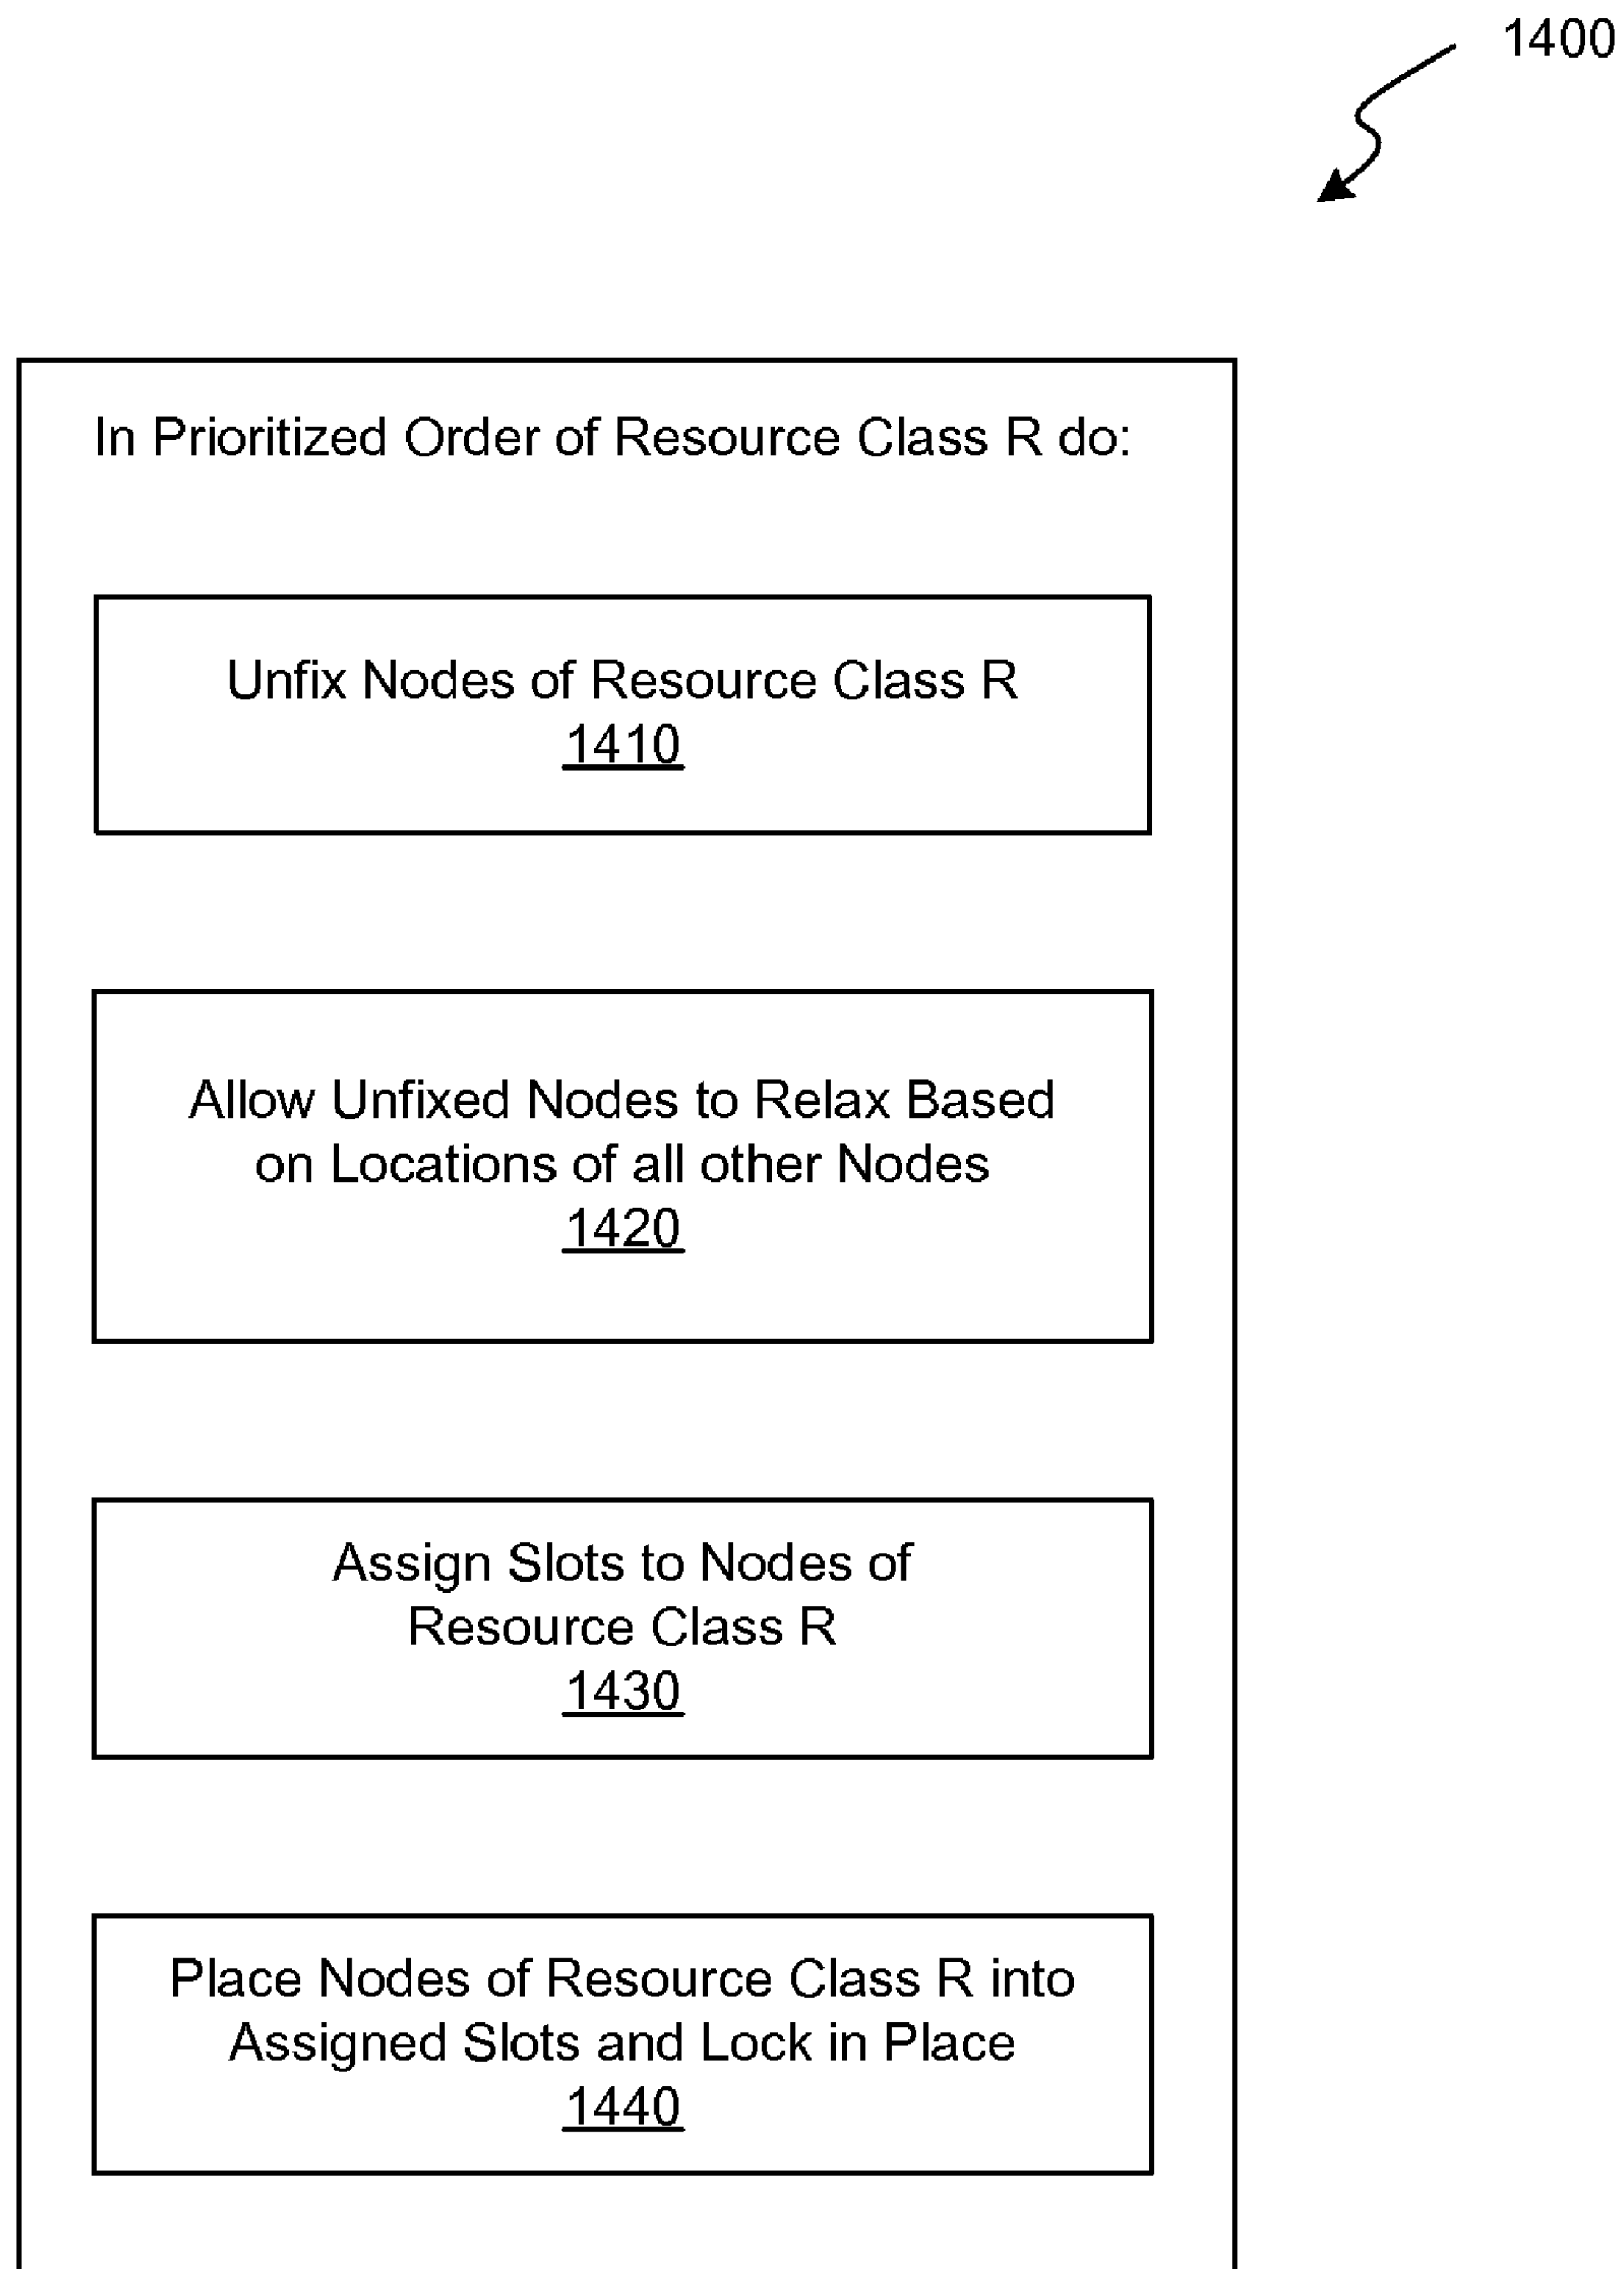 1400
In Prioritized Order of Resource Class R do:
Unfix Nodes of Resource Class R
1410
Allow Unfixed Nodes to Relax Based
on Locations of all other Nodes
1420
Assign Slots to Nodes of
Resource Class R
1430
Place Nodes of Resource Class R into
Assigned Slots and Lock in Place
1440